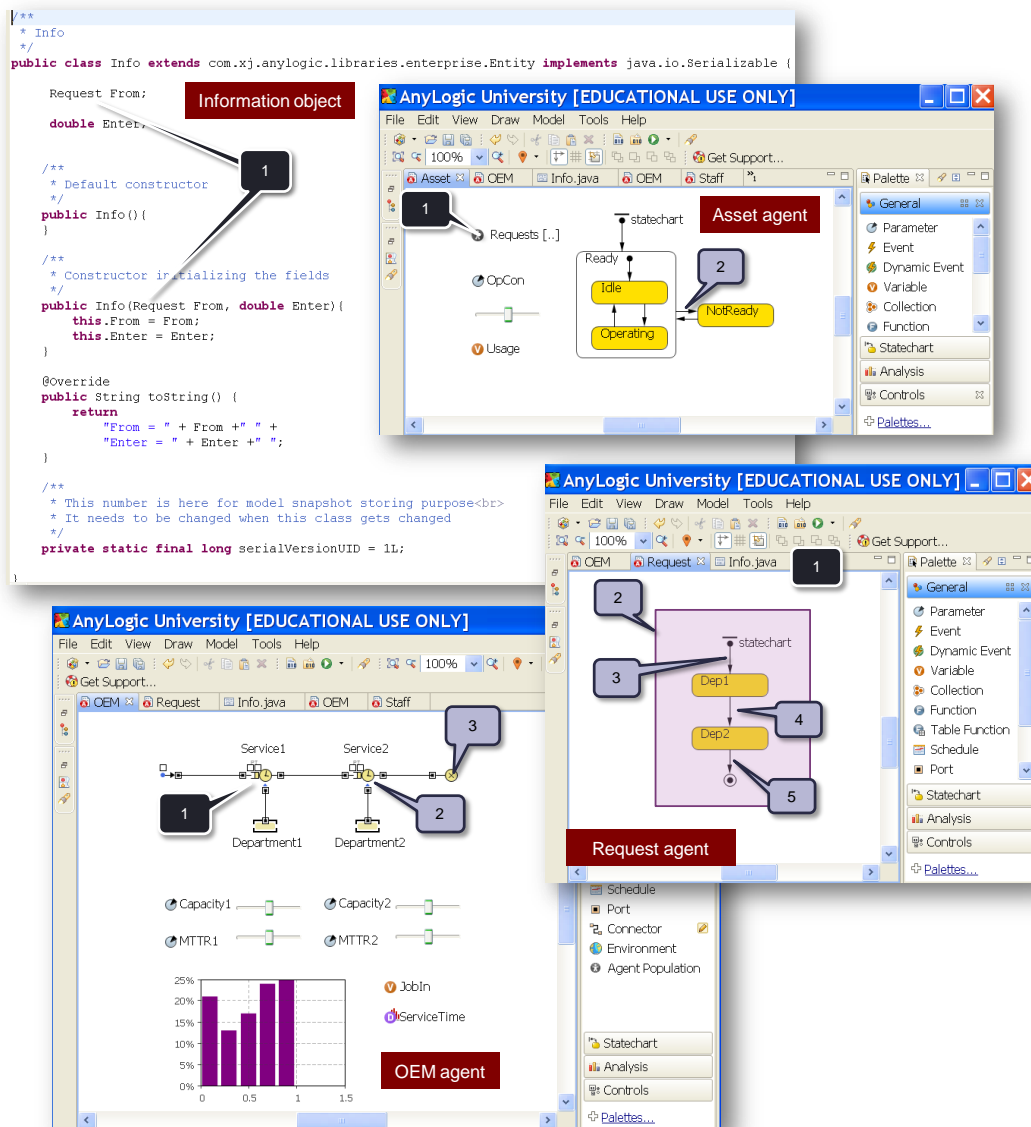 /**
* Info
*/
public class Info extends com.xj.anylogic.libraries.enterprise.Entity implements java.io.Serializable {
Request From;
Information object
double Enter;
1
/**
* Default constructor
*/
public Info(){
}
/**
* Constructor initializing the fields
*/
public Info(Request From, double Enter){
this.From = From;
this.Enter = Enter;
}
@Override
public String toString() {
return
"From = " + From +" " +
"Enter = " + Enter +" ";
}
/**
* This number is here for model snapshot storing purpose<br>
* It needs to be changed when this class gets changed
*/
private static final long serialVersionUID = 1L;
}
AnyLogic University [EDUCATIONAL USE ONLY]
File Edit View Draw Model Tools Help
100% Get Support...
Asset OEM Info.java OEM Staff »1 Palette
1
statechart
Asset agent
Requests [..]
Ready
2
OpCon
Idle
NotReady
Operating
Usage
General
Parameter
Event
Dynamic Event
Variable
Collection
Function
Statechart
Analysis
Controls
Palettes...
AnyLogic University [EDUCATIONAL USE ONLY]
File Edit View Draw Model Tools Help
100% Get Support...
OEM Request Info.java 1 Palette
2
statechart
3
Dep1
4
Dep2
5
Request agent
General
Parameter
Event
Dynamic Event
Variable
Collection
Function
Table Function
Schedule
Port
Statechart
Analysis
Controls
Palettes...
AnyLogic University [EDUCATIONAL USE ONLY]
File Edit View Draw Model Tools Help 100%
Get Support...
OEM Request Info.java OEM Staff
3
Service1 Service2
1 2
Department1 Department2
Capacity1 Capacity2
MTTR1 MTTR2
25%
20%
15%
10%
5%
0%
0 0.5 1 1.5
JobIn
ServiceTime
OEM agent
Schedule
Port
Connector
Environment
Agent Population
Statechart
Analysis
Controls
Palettes...